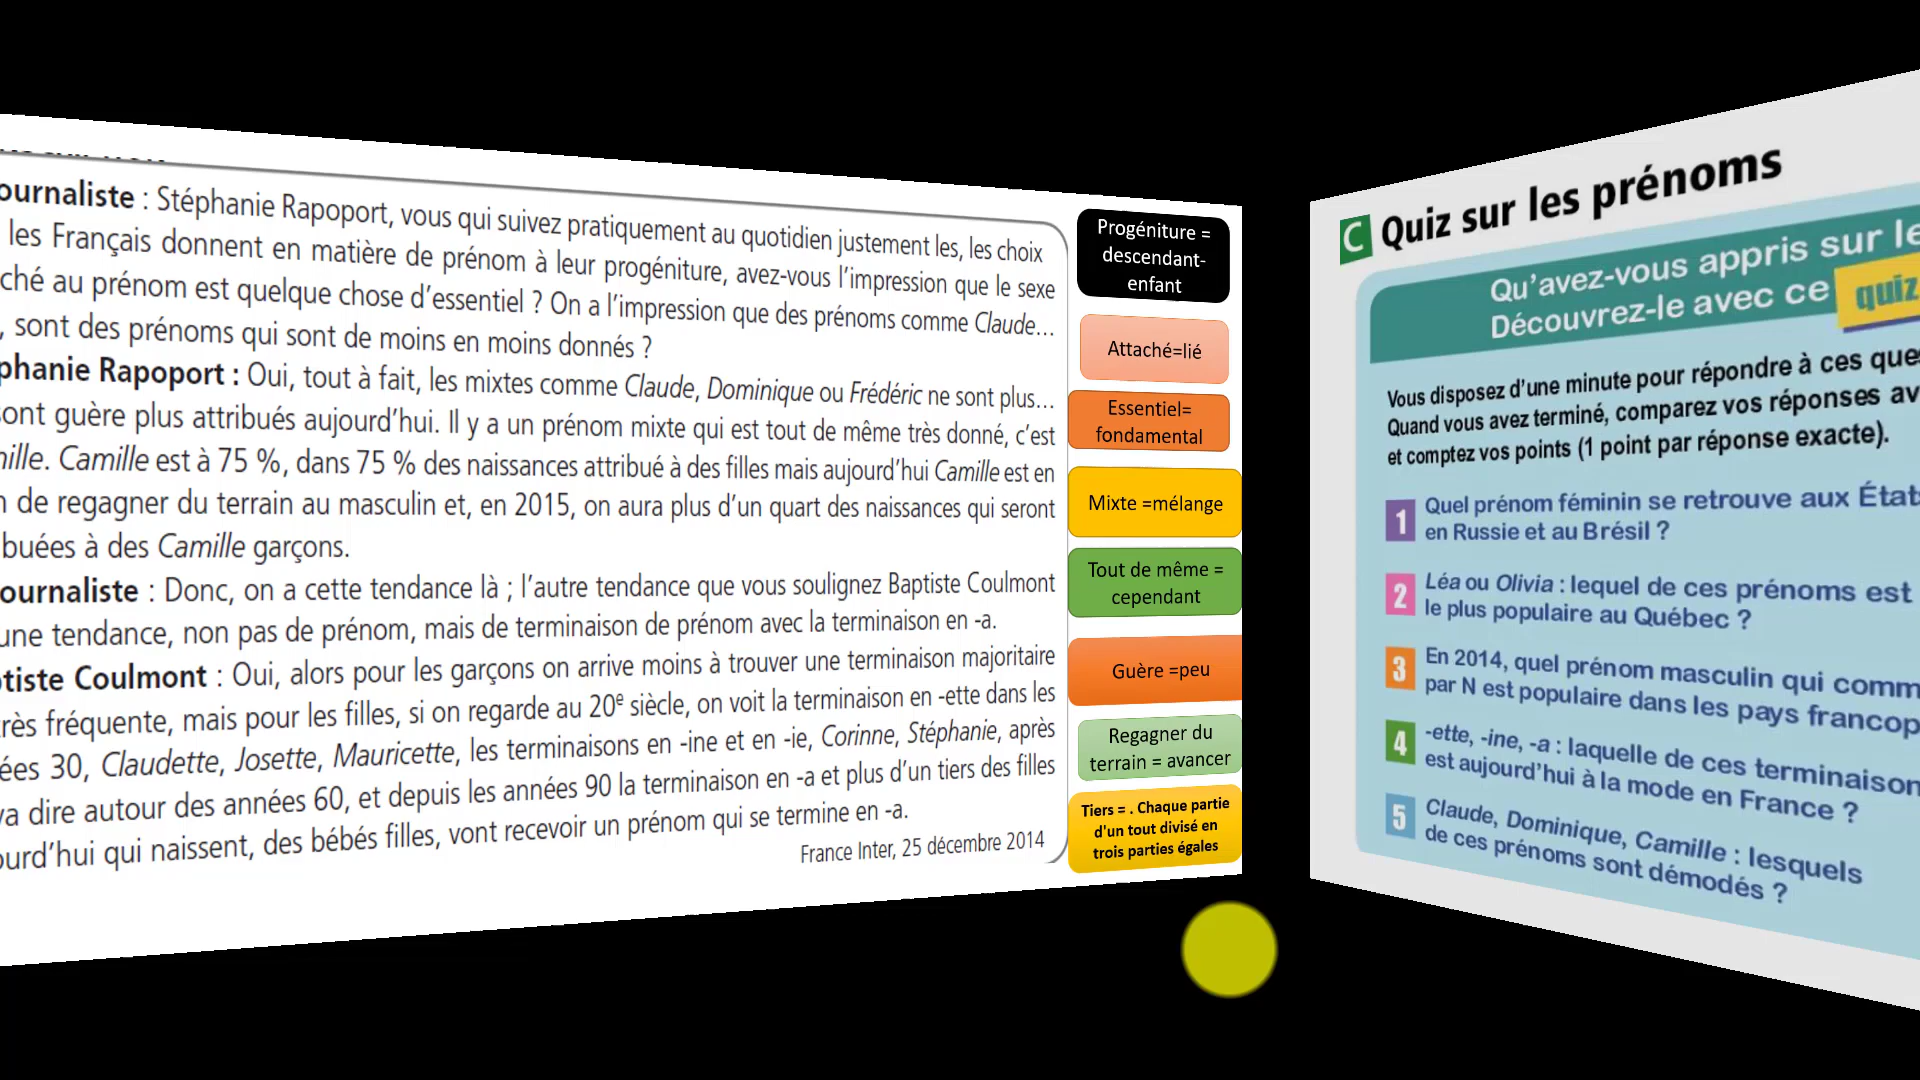 ournaliste : Stéphanie Rapoport, vous qui suivez pratiquement au quotidien justement les, les choix
les Français donnent en matière de prénom à leur progéniture, avez-vous l'impression que le sexe
ché au prénom est quelque chose d'essentiel ? On a l'impression que des prénoms comme Claude...
, sont des prénoms qui sont de moins en moins donnés ?
phanie Rapoport : Oui, tout à fait, les mixtes comme Claude, Dominique ou Frédéric ne sont plus...
sont guère plus attribués aujourd'hui. Il y a un prénom mixte qui est tout de même très donné, c'est
nille. Camille est à 75 %, dans 75 % des naissances attribué à des filles mais aujourd'hui Camille est en
n de regagner du terrain au masculin et, en 2015, on aura plus d'un quart des naissances qui seront
buées à des Camille garçons.
ournaliste : Donc, on a cette tendance là ; l'autre tendance que vous soulignez Baptiste Coulmont
une tendance, non pas de prénom, mais de terminaison de prénom avec la terminaison en -a.
tiste Coulmont : Oui, alors pour les garçons on arrive moins à trouver une terminaison majoritaire
rès fréquente, mais pour les filles, si on regarde au 20e siècle, on voit la terminaison en -ette dans les
ées 30, Claudette, Josette, Mauricette, les terminaisons en -ine et en -ie, Corinne, Stéphanie, après
va dire autour des années 60, et depuis les années 90 la terminaison en -a et plus d'un tiers des filles
ourd'hui qui naissent, des bébés filles, vont recevoir un prénom qui se termine en -a.
France Inter, 25 décembre 2014
Progéniture =
descendant-
enfant
Attaché=lié
Essentiel=
fondamental
Mixte =mélange
Tout de même =
cependant
Guère =peu
Regagner du
terrain = avancer
Tiers = . Chaque partie
d'un tout divisé en
trois parties égales
C Quiz sur les prénoms
Qu'avez-vous appris sur le
Découvrez-le avec ce quiz
Vous disposez d'une minute pour répondre à ces que
Quand vous avez terminé, comparez vos réponses av
et comptez vos points (1 point par réponse exacte).
1 Quel prénom féminin se retrouve aux États
en Russie et au Brésil ?
2 Léa ou Olivia : lequel de ces prénoms est
le plus populaire au Québec ?
3 En 2014, quel prénom masculin qui comm
par N est populaire dans les pays francop
4 -ette, -ine, -a : laquelle de ces terminaison
est aujourd'hui à la mode en France ?
5 Claude, Dominique, Camille : lesquels
de ces prénoms sont démodés ?